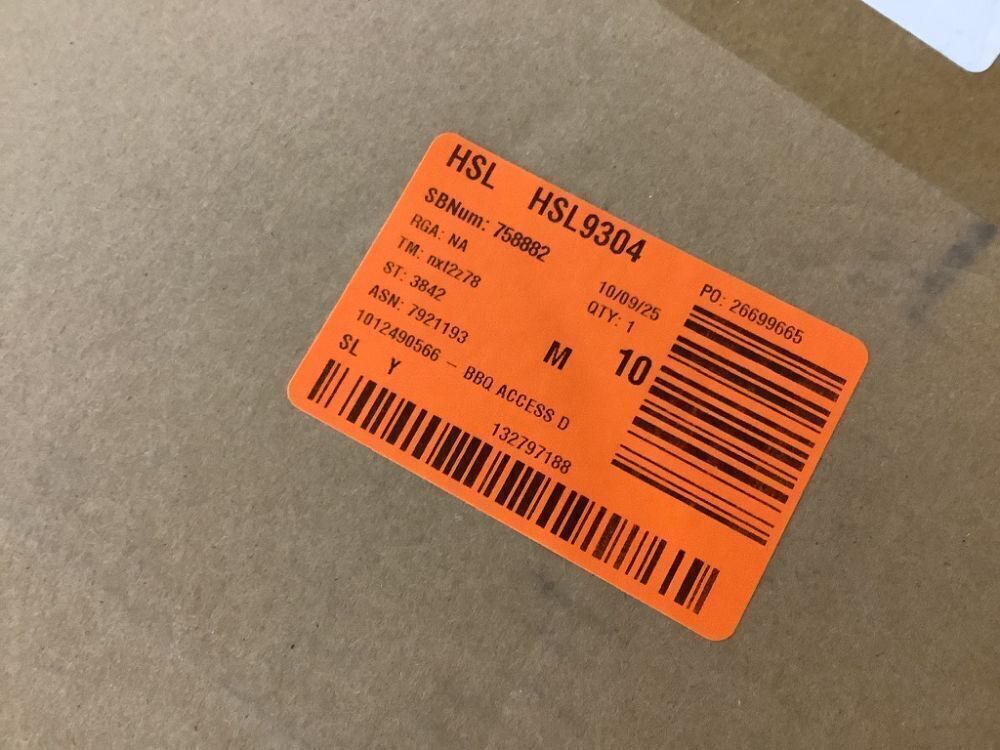 HSL HSL9304
SBNum: 758882
RGA: NA
10/09/25
PO: 26699665
TM: nxl2z78
QTY: 1
ST: 3842
ASN: 7921193
M 10
1012490566 - BBQ ACCESS D
SL Y
132797188